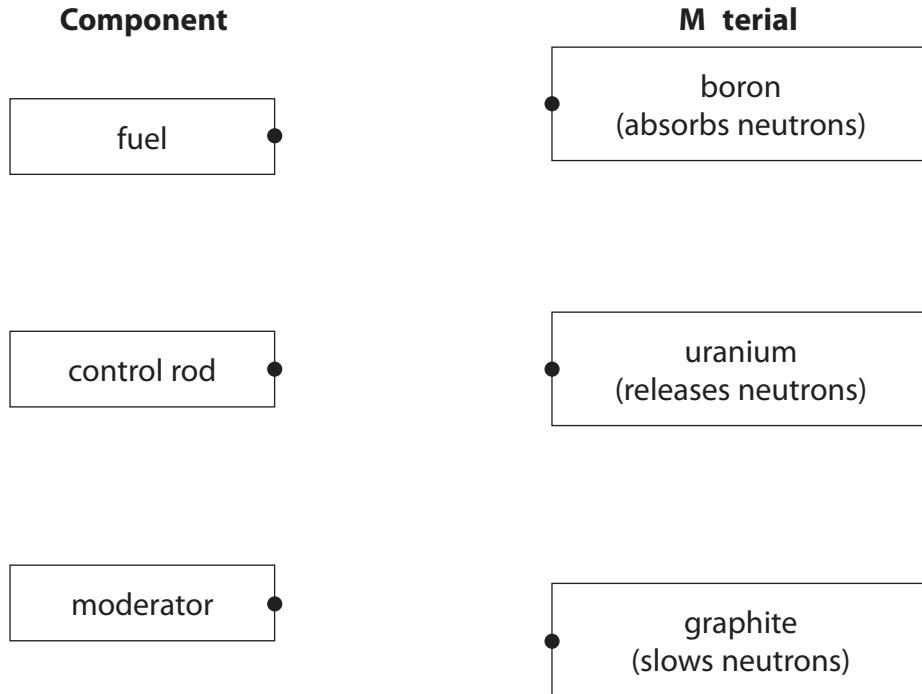 Component
M terial
fuel
boron
(absorbs neutrons)
control rod
uranium
(releases neutrons)
moderator
graphite
(slows neutrons)